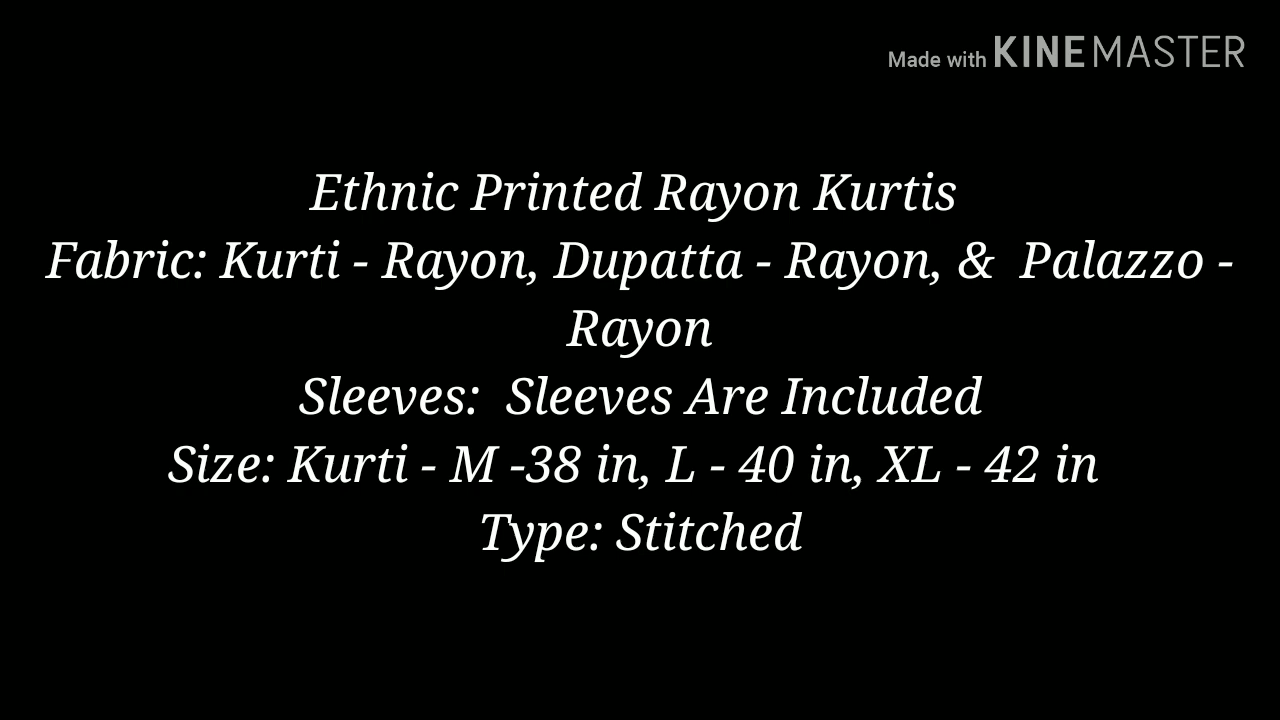 Made with KINEMASTER
Ethnic Printed Rayon Kurtis
Fabric: Kurti - Rayon, Dupatta - Rayon, &  Palazzo -
Rayon
Sleeves:  Sleeves Are Included
Size: Kurti - M -38 in, L - 40 in, XL - 42 in
Type: Stitched